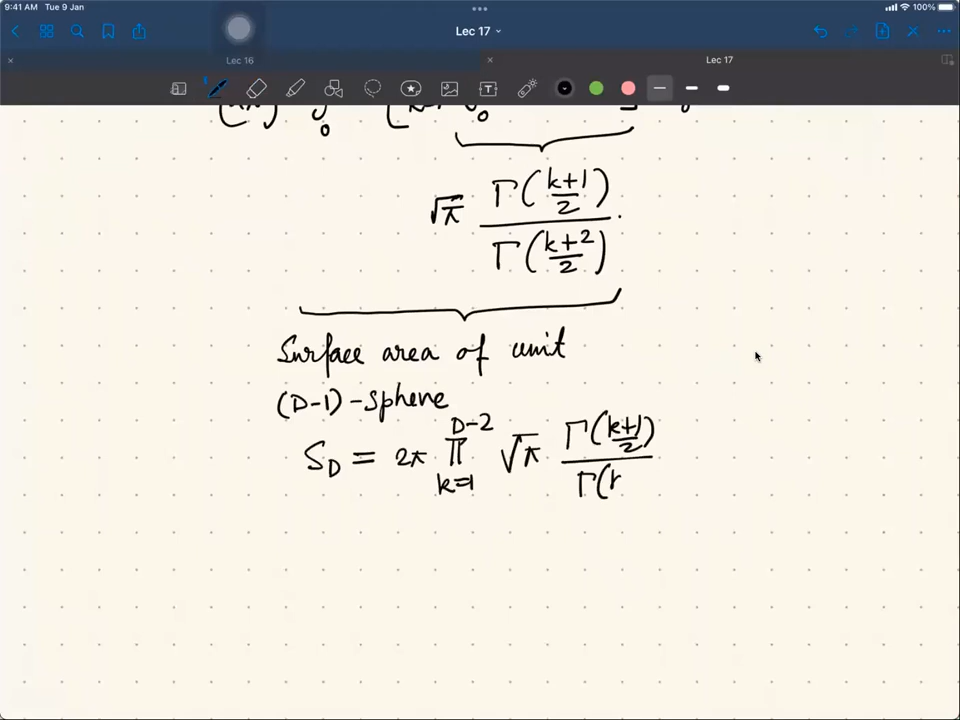 9:41 AM Tue 9 Jan
100%
Lec 17
Lec 16
Lec 17
√π Γ((k+1)/2) / Γ((k+2)/2).
Surface area of unit
(D-1)-sphere
S_D = 2π ∏_{k=1}^{D-2} √π Γ((k+1)/2) / Γ(